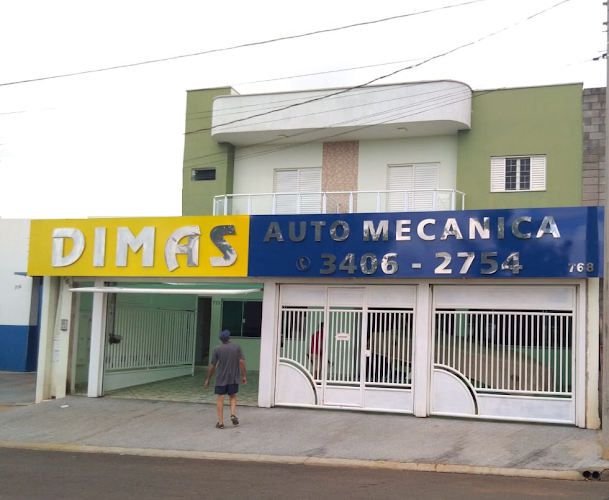 DIMAS
AUTO MECANICA
3406 - 2754
768